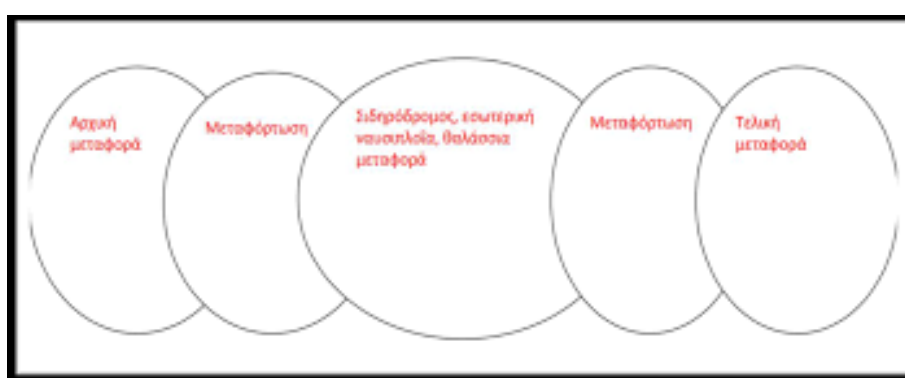 Αρχική
μεταφορά
Μεταφόρτωση
Σιδηρόδρομος, εσωτερική
ναυσιπλοΐα, θαλάσσια
μεταφορά
Μεταφόρτωση
Τελική
μεταφορά